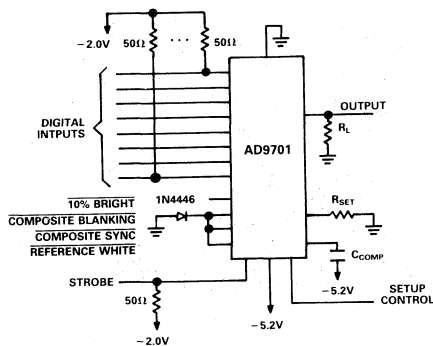 −2.0V
50Ω ... 50Ω
DIGITAL
INTPUTS
AD9701
OUTPUT
R_L
10% BRIGHT
1N4446
COMPOSITE BLANKING
COMPOSITE SYNC
REFERENCE WHITE
R_SET
C_COMP
−5.2V
STROBE
50Ω
−2.0V
−5.2V
SETUP
CONTROL